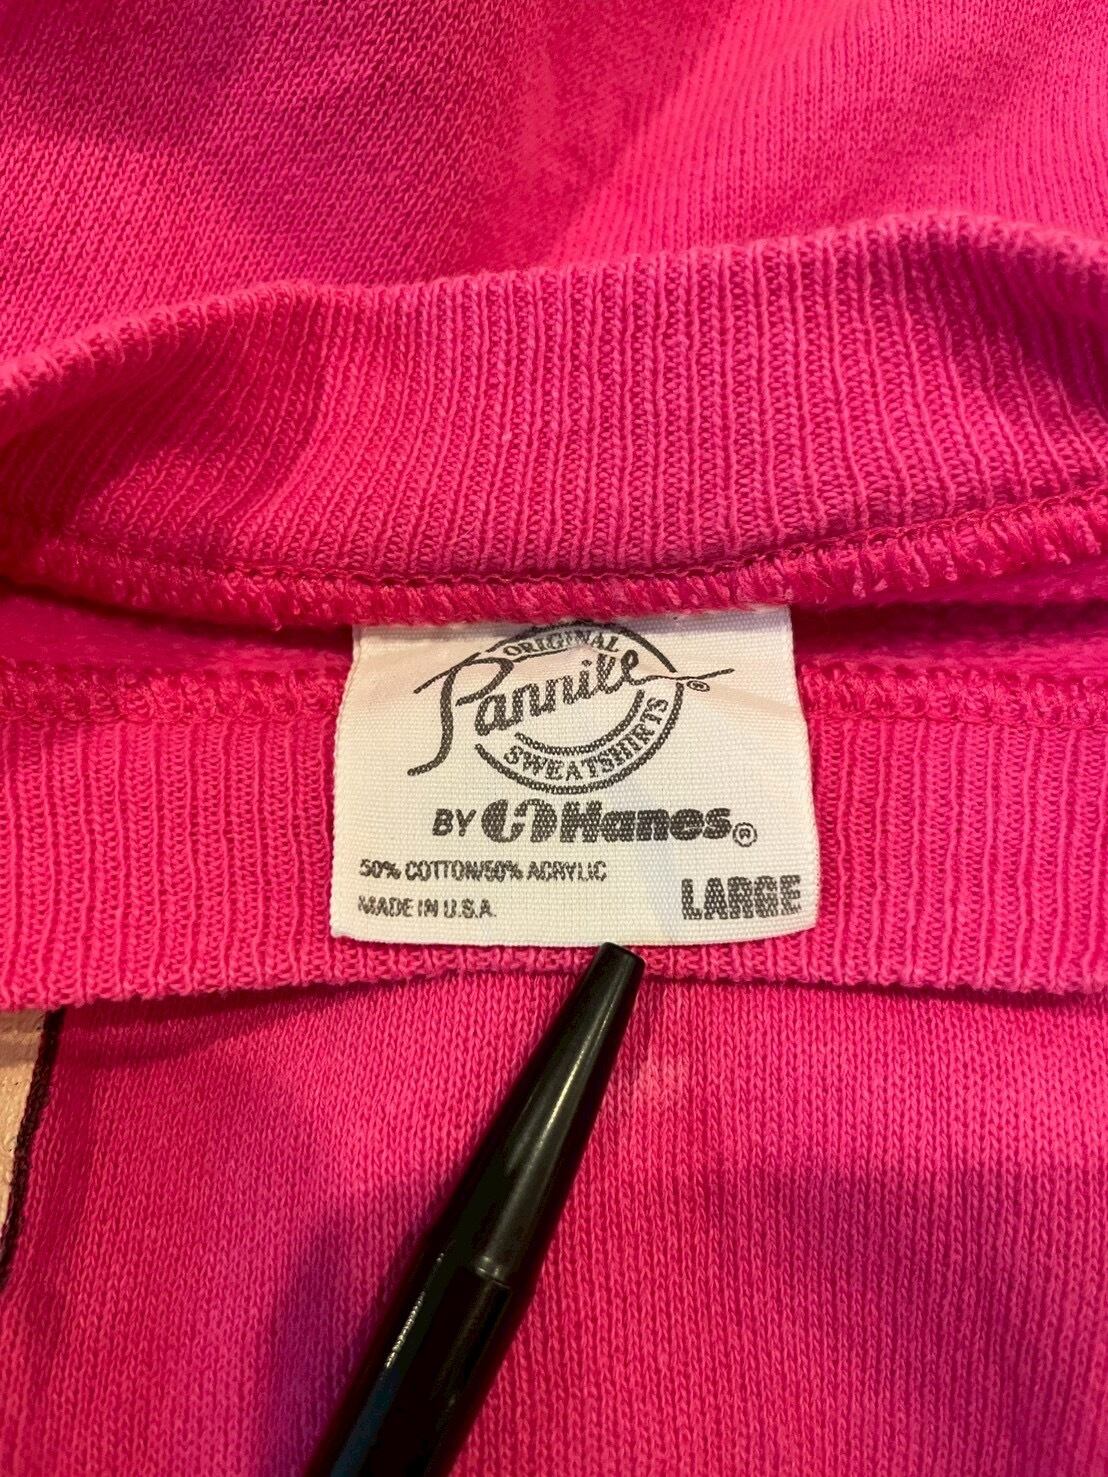 ORIGINAL
Pannill®
SWEATSHIRTS
BY Hanes®
50% COTTON/50% ACRYLIC
MADE IN U.S.A.
LARGE